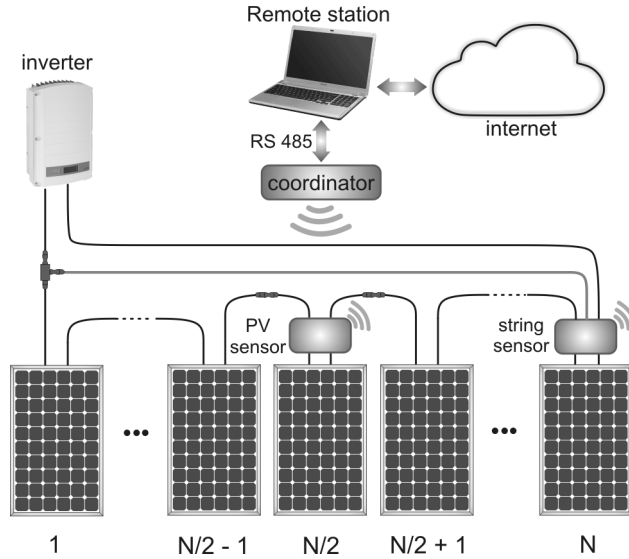 Remote station
inverter
internet
RS 485
coordinator
PV
sensor
string
sensor
1
N/2 - 1
N/2
N/2 + 1
N